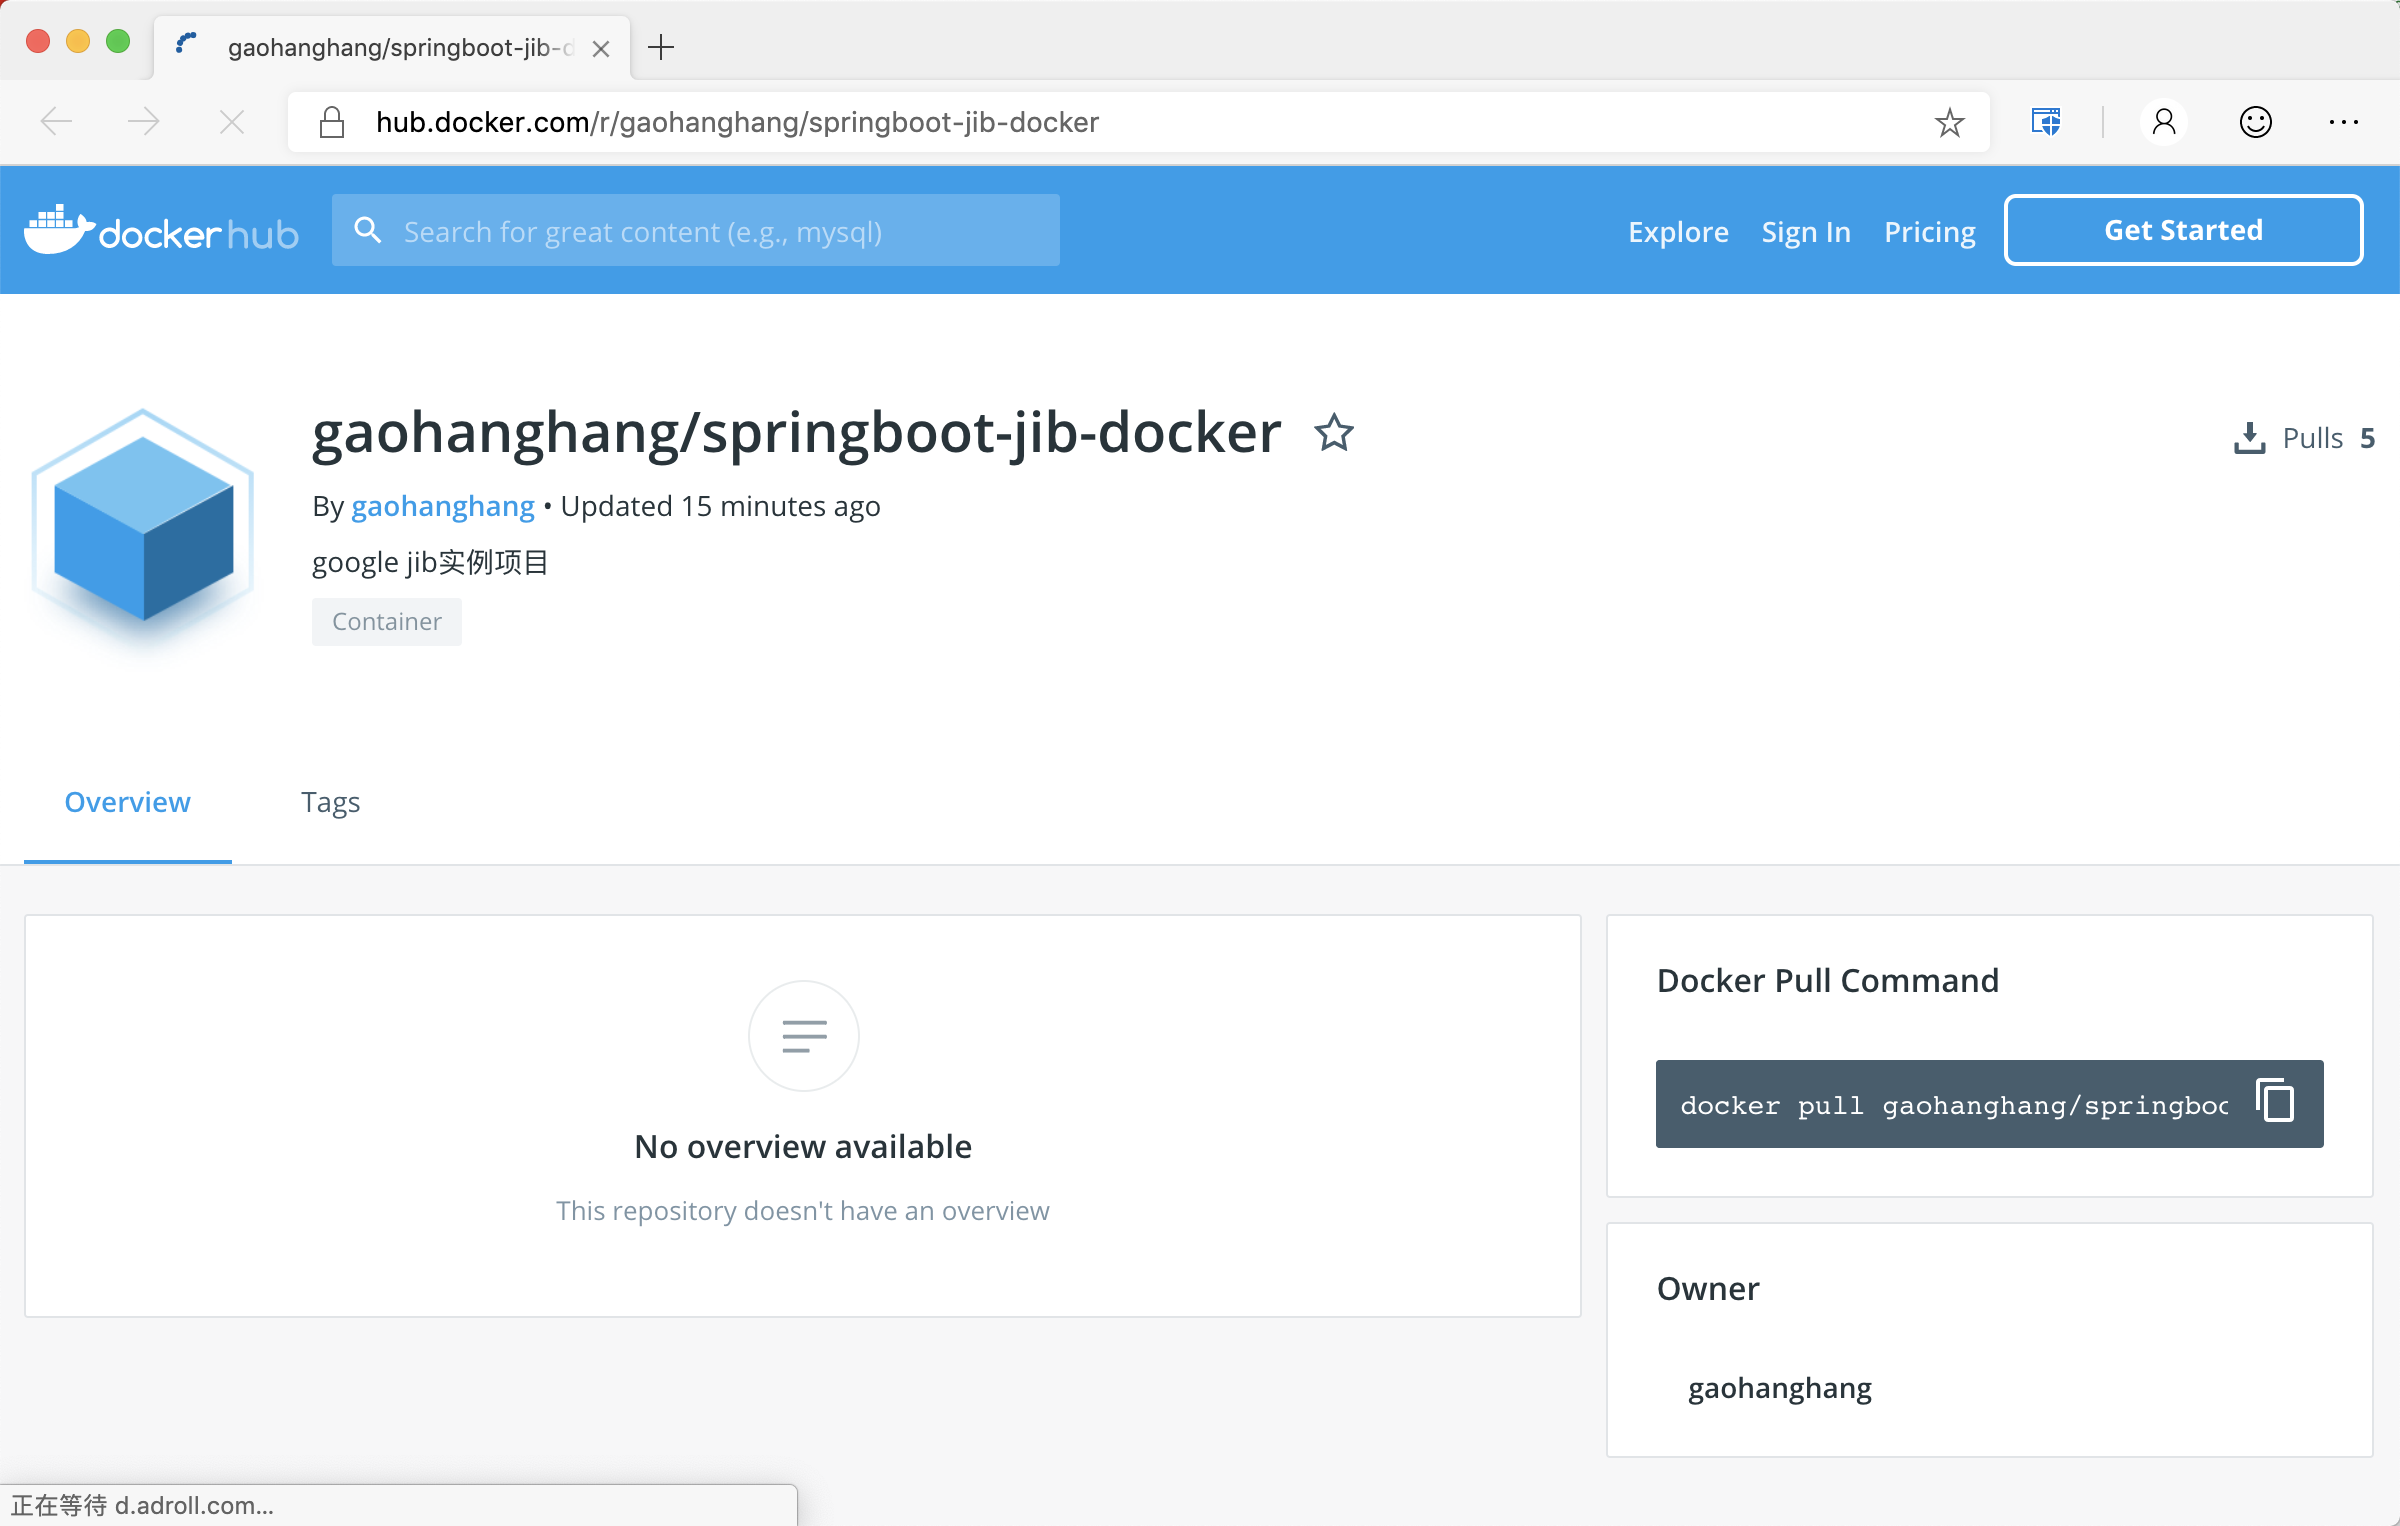 gaohanghang/springboot-jib-d
hub.docker.com/r/gaohanghang/springboot-jib-docker
docker hub
Search for great content (e.g., mysql)
Explore
Sign In
Pricing
Get Started
gaohanghang/springboot-jib-docker
Pulls 5
By gaohanghang • Updated 15 minutes ago
google jib实例项目
Container
Overview
Tags
No overview available
This repository doesn't have an overview
Docker Pull Command
docker pull gaohanghang/springboo
Owner
gaohanghang
正在等待 d.adroll.com...